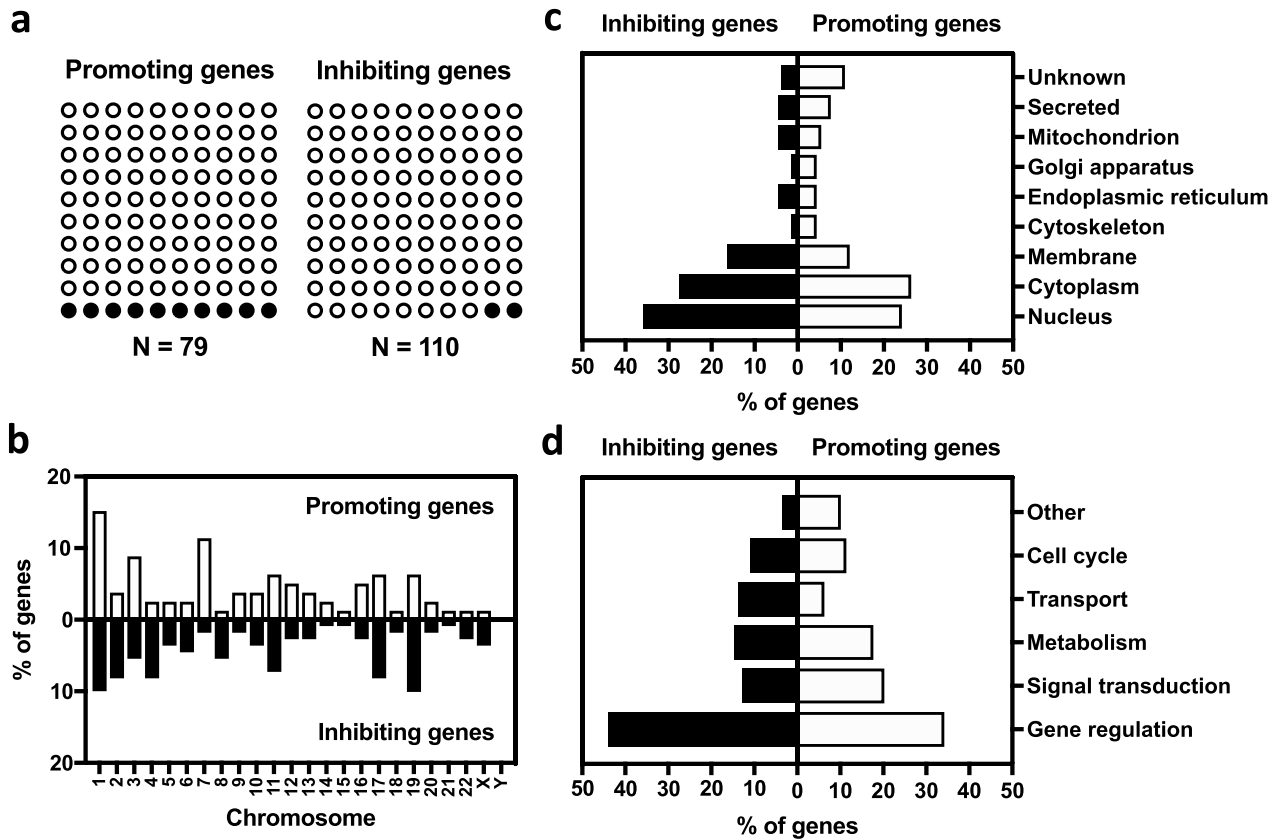 a
Promoting genes
Inhibiting genes
N = 79
N = 110
b
20
10
0
10
20
% of genes
Promoting genes
Inhibiting genes
1 2 3 4 5 6 7 8 9 10 11 12 13 14 15 16 17 18 19 20 21 22 X Y
Chromosome
c
Inhibiting genes
Promoting genes
Unknown
Secreted
Mitochondrion
Golgi apparatus
Endoplasmic reticulum
Cytoskeleton
Membrane
Cytoplasm
Nucleus
50 40 30 20 10 0 10 20 30 40 50
% of genes
d
Inhibiting genes
Promoting genes
Other
Cell cycle
Transport
Metabolism
Signal transduction
Gene regulation
50 40 30 20 10 0 10 20 30 40 50
% of genes